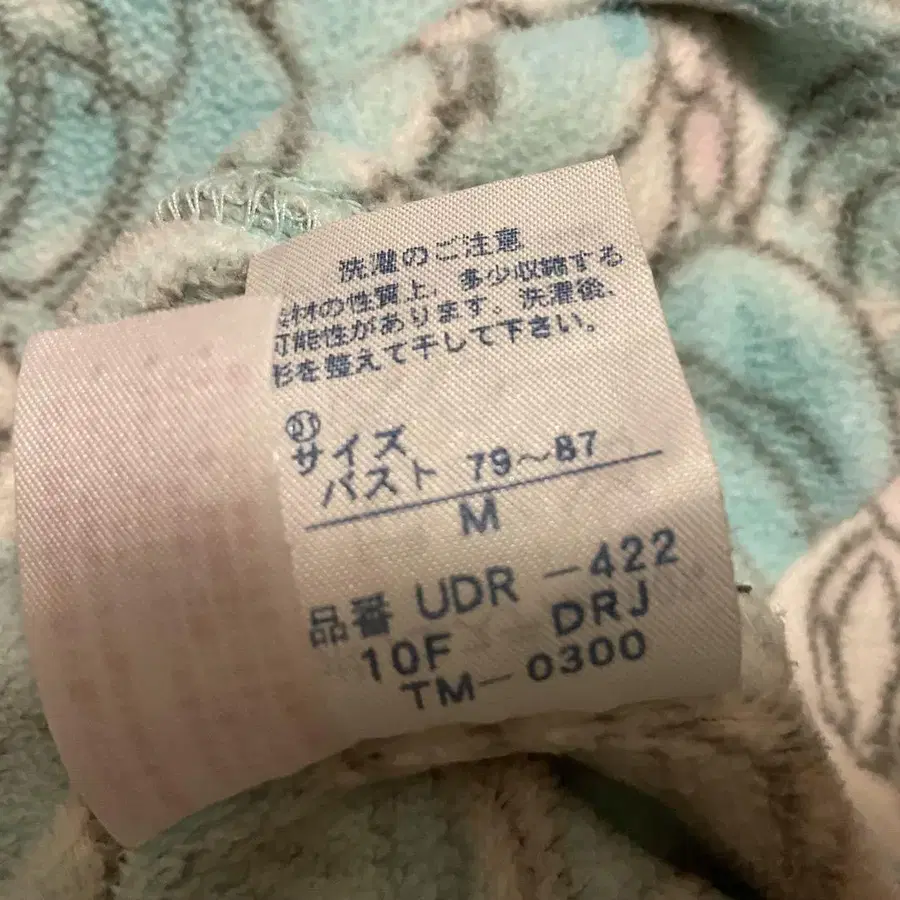 洗濯のご注意
素材の性質上、多少収縮する
可能性があります。洗濯後、
形を整えて干して下さい。
サイズ
バスト 79〜87
M
品番 UDR -422
10F DRJ
TM-0300